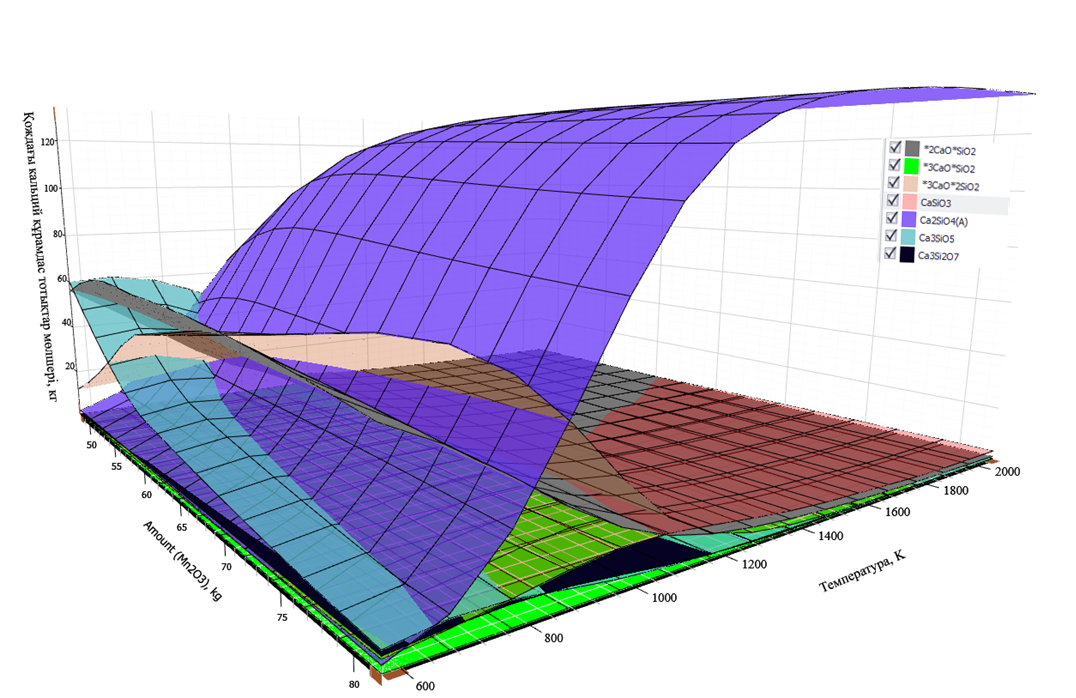 Қождағы кальций құрамдас тотықтар мөлшері, кг
120
100
80
60
40
20
50
55
60
65
70
75
80
Amount (Mn2O3), kg
600
800
1000
1200
1400
1600
1800
2000
Температура, К
*2CaO*SiO2
*3CaO*SiO2
*3CaO*2SiO2
CaSiO3
Ca2SiO4(A)
Ca3SiO5
Ca3Si2O7